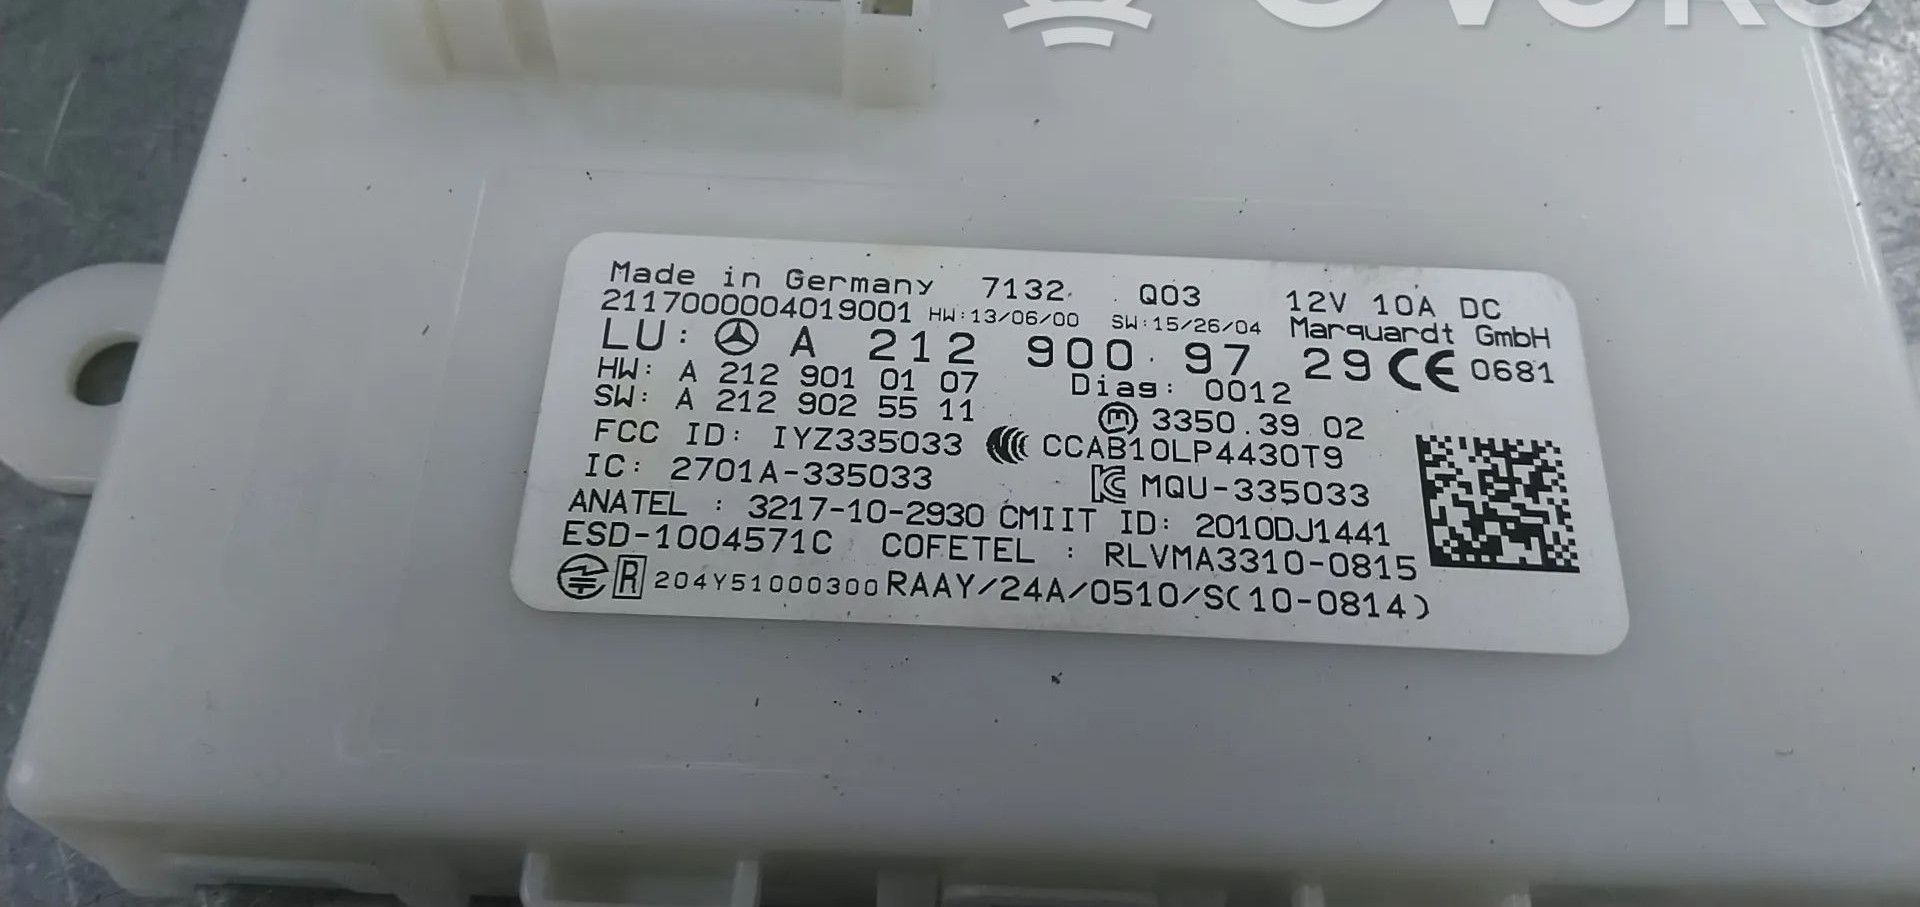 Made in Germany 7132 Q03 12V 10A DC
2117000004019001 HW:13/06/00 SW:15/26/04 Marquardt GmbH
LU: A 212 900 97 29 CE 0681
HW: A 212 901 01 07 Diag: 0012
SW: A 212 902 55 11 m 3350.39 02
FCC ID: IYZ335033 CCAB10LP4430T9
IC: 2701A-335033 MQU-335033
ANATEL : 3217-10-2930 CMIIT ID: 2010DJ1441
ESD-1004571C COFETEL : RLVMA3310-0815
R 204Y51000300 RAAY/24A/0510/S(10-0814)